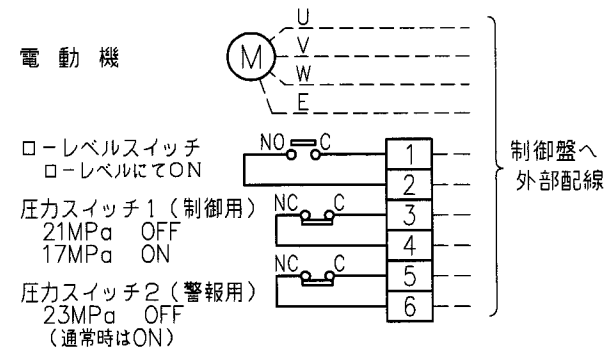 電動機
M
U
V
W
E
ローレベルスイッチ
ローレベルにてON
NO C
1
2
圧力スイッチ1(制御用)
21MPa OFF
17MPa ON
NC C
3
4
圧力スイッチ2(警報用)
23MPa OFF
(通常時はON)
NC C
5
6
制御盤へ
外部配線